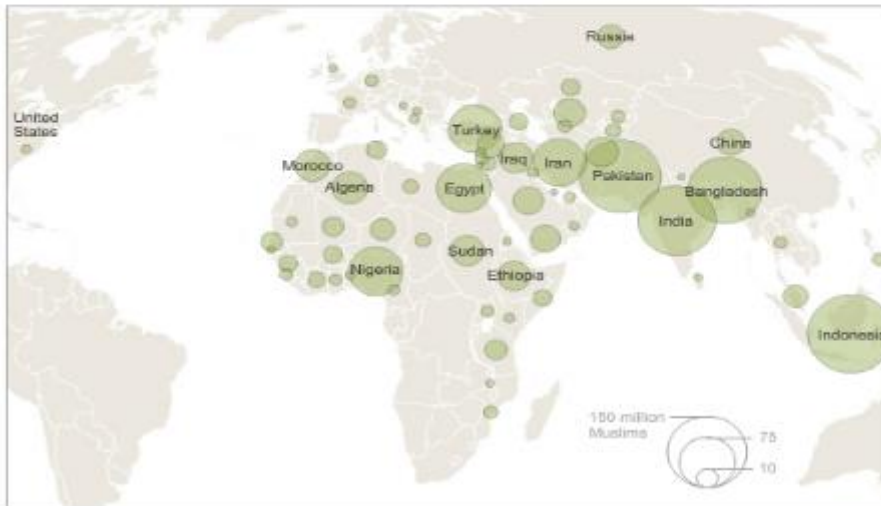 Russia
United
States
Turkey
China
Morocco
Iraq
Iran
Pakistan
Algeria
Egypt
Bangladesh
India
Sudan
Nigeria
Ethiopia
Indonesia
150 million
Muslims
75
10